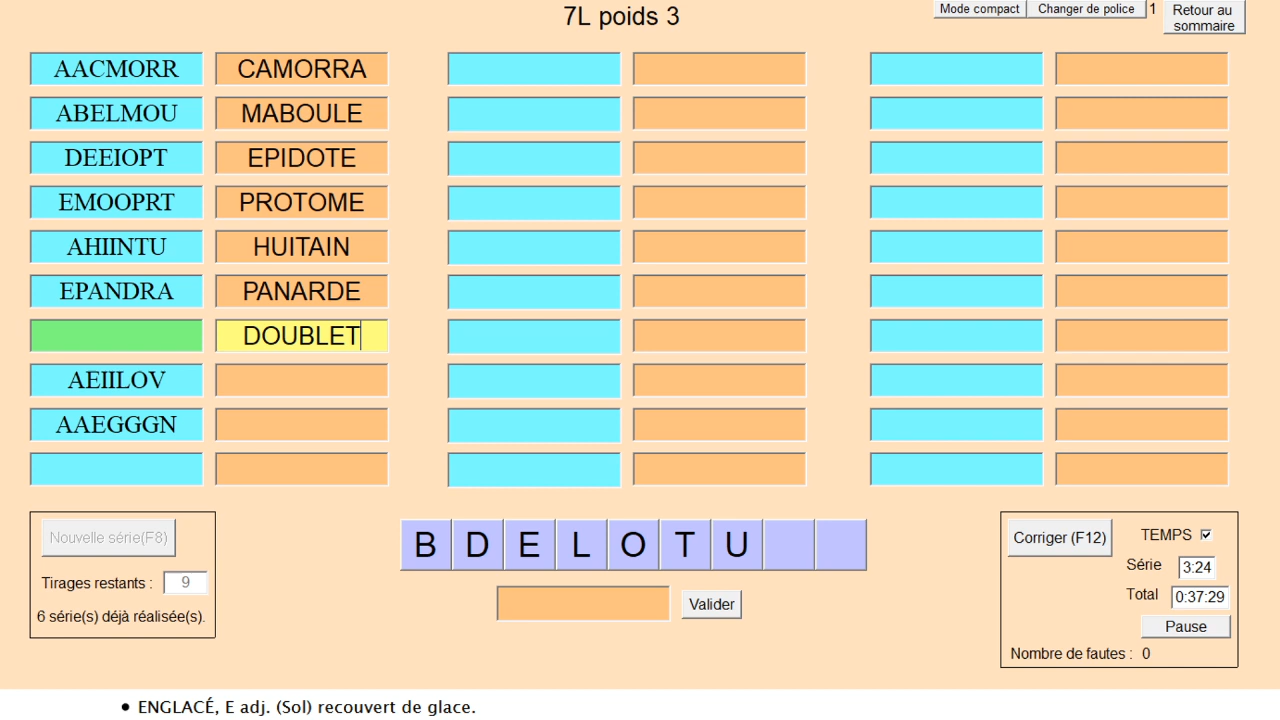 7L poids 3
Mode compact
Changer de police
1
Retour au
sommaire
AACMORR CAMORRA
ABELMOU MABOULE
DEEIOPT EPIDOTE
EMOOPRT PROTOME
AHIINTU HUITAIN
EPANDRA PANARDE
DOUBLET
AEIILOV
AAEGGGN
Nouvelle série(F8)
Tirages restants : 9
6 série(s) déjà réalisée(s).
B D E L O T U
Valider
Corriger (F12)
TEMPS
Série 3:24
Total 0:37:29
Pause
Nombre de fautes : 0
• ENGLACÉ, E adj. (Sol) recouvert de glace.